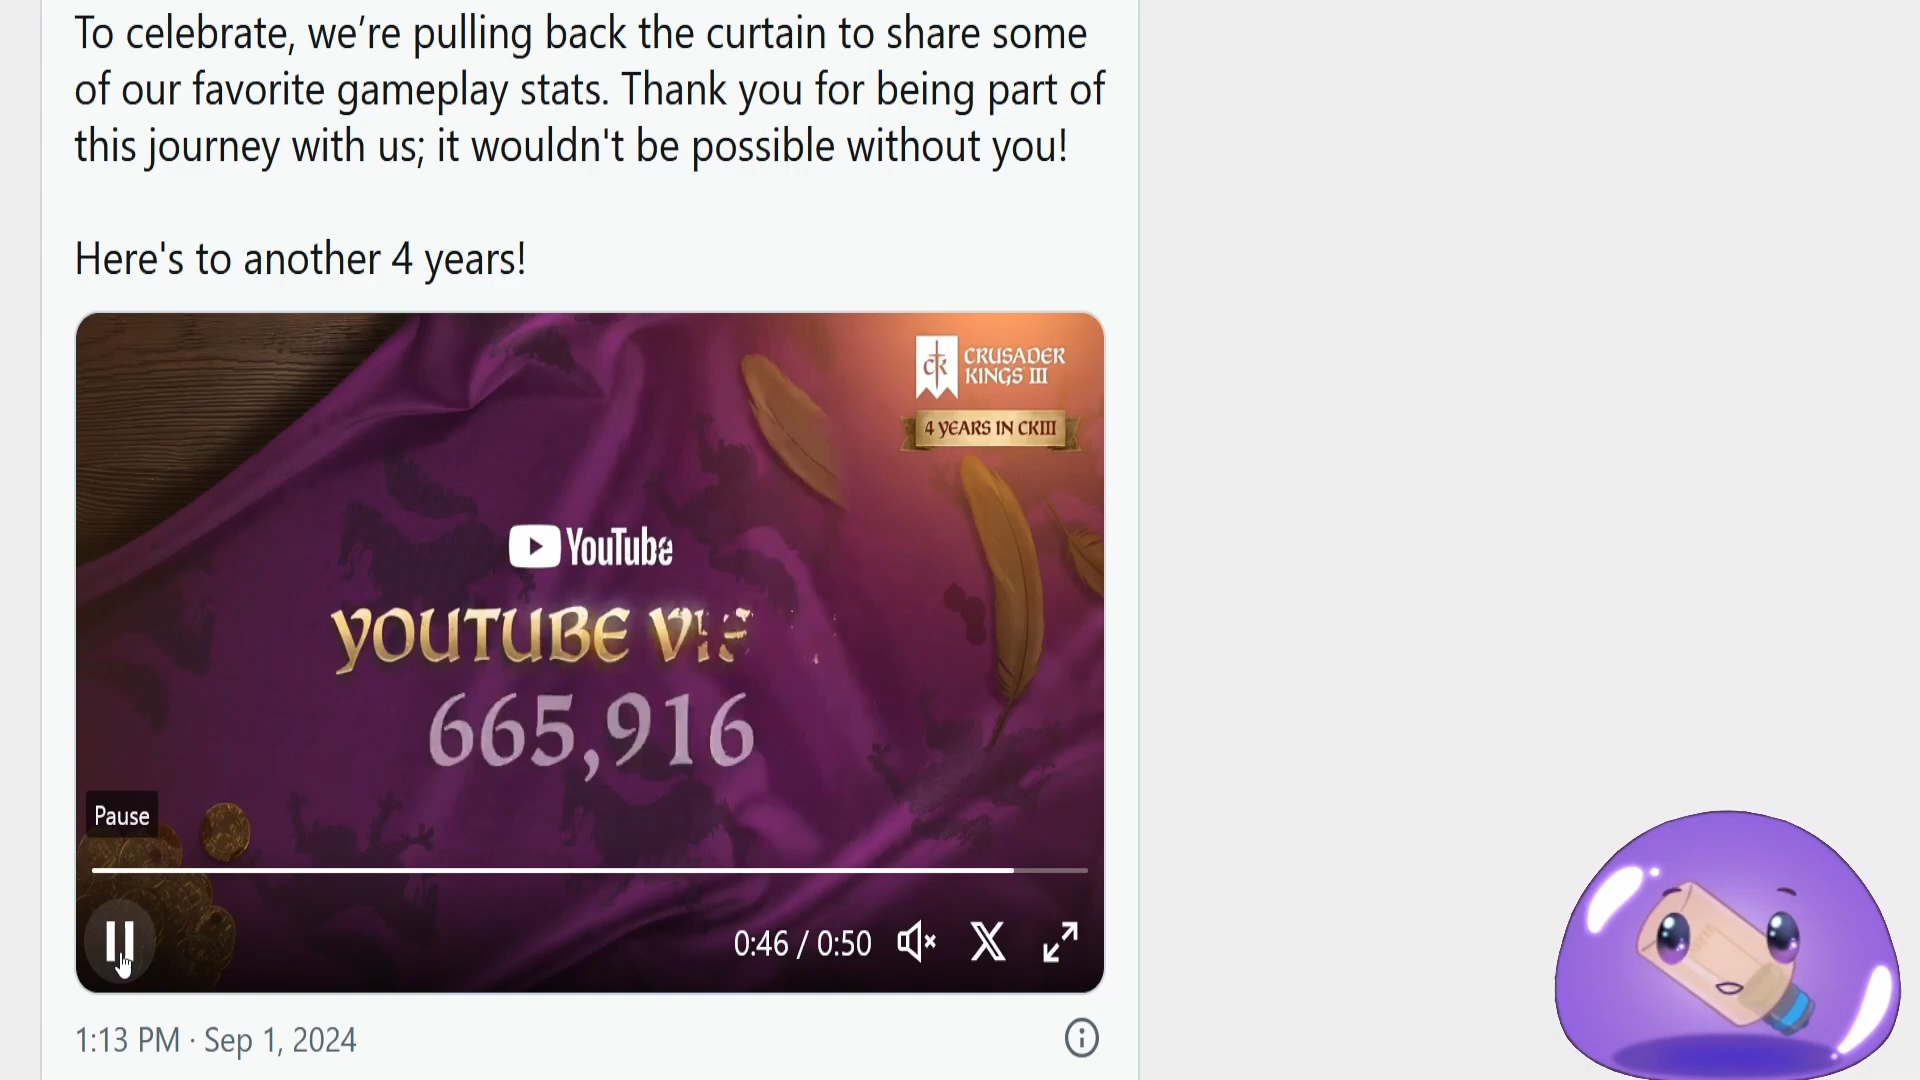 To celebrate, we’re pulling back the curtain to share some
of our favorite gameplay stats. Thank you for being part of
this journey with us; it wouldn't be possible without you!
Here's to another 4 years!
CK
CRUSADER
KINGS III
4 YEARS IN CKIII
YouTube
YOUTUBE
665,916
Pause
0:46 / 0:50
1:13 PM · Sep 1, 2024